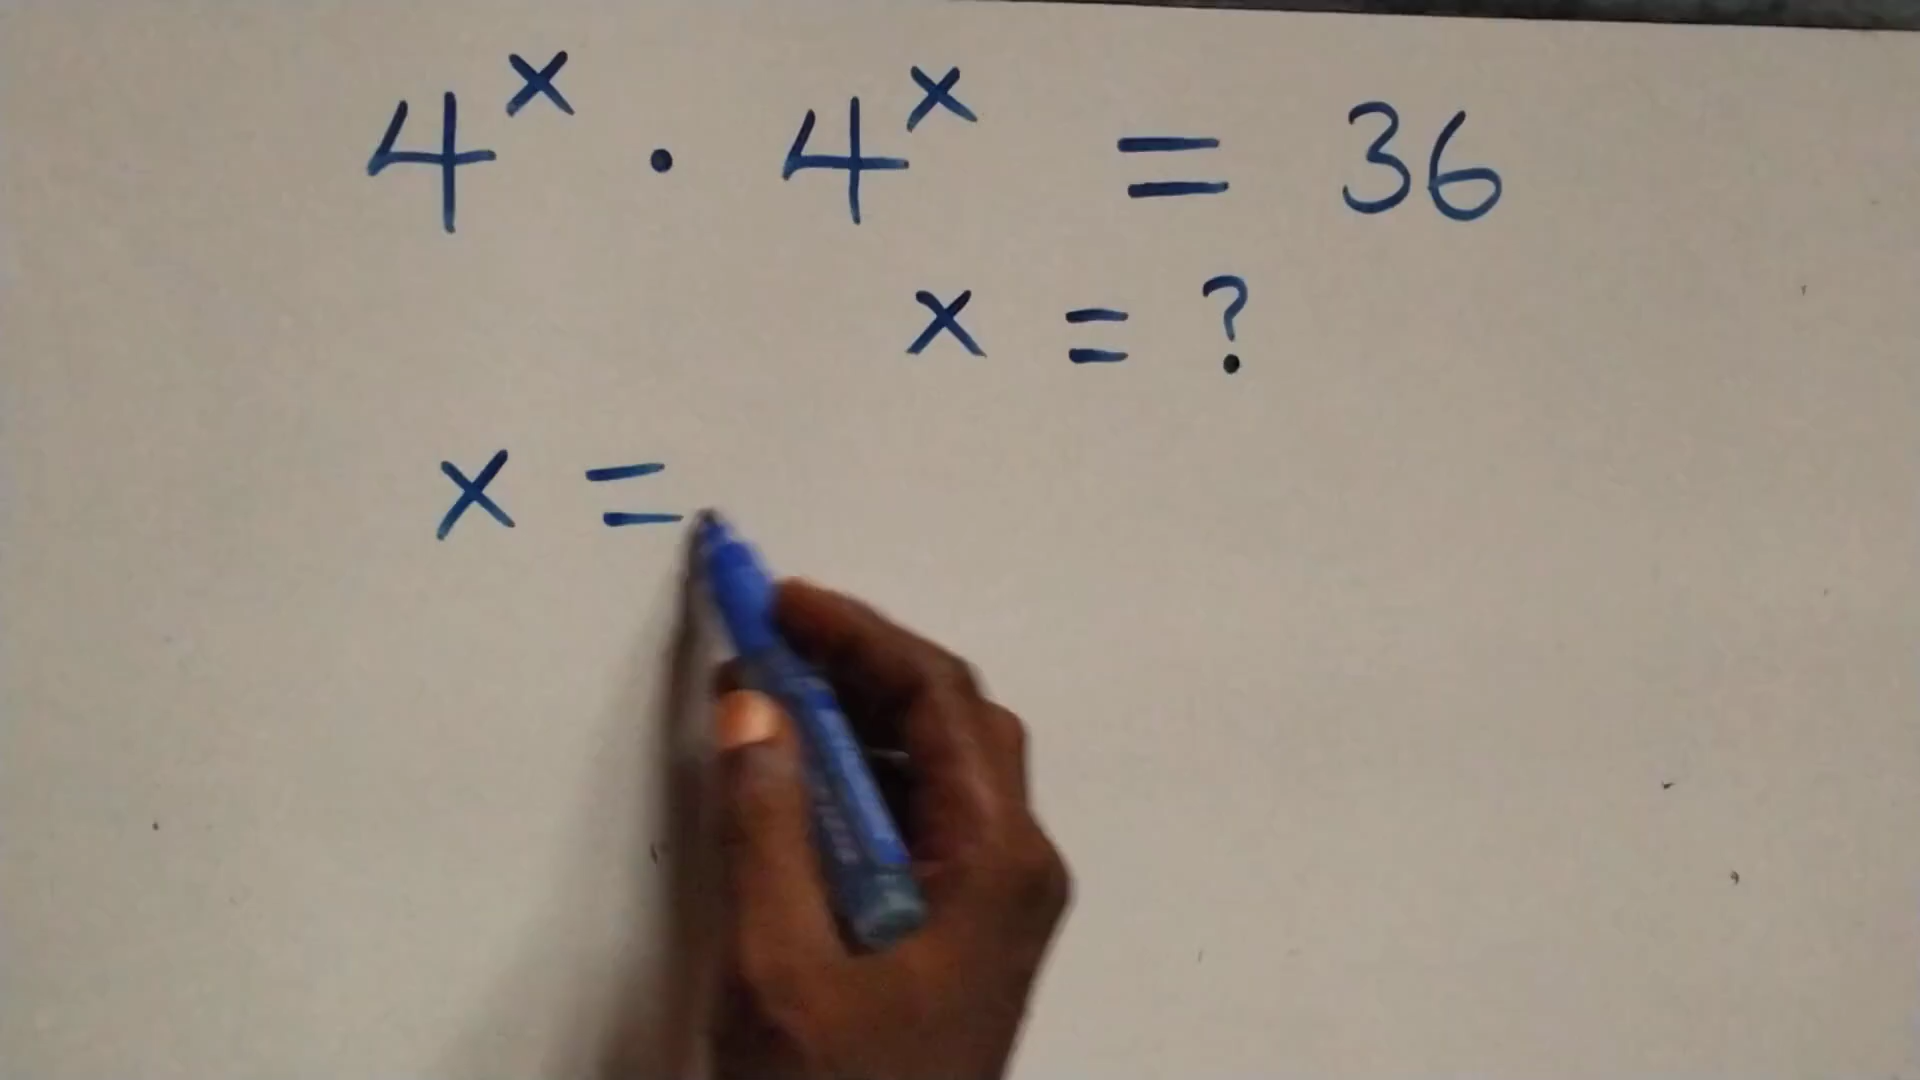 4^x · 4^x = 36
x = ?
x =